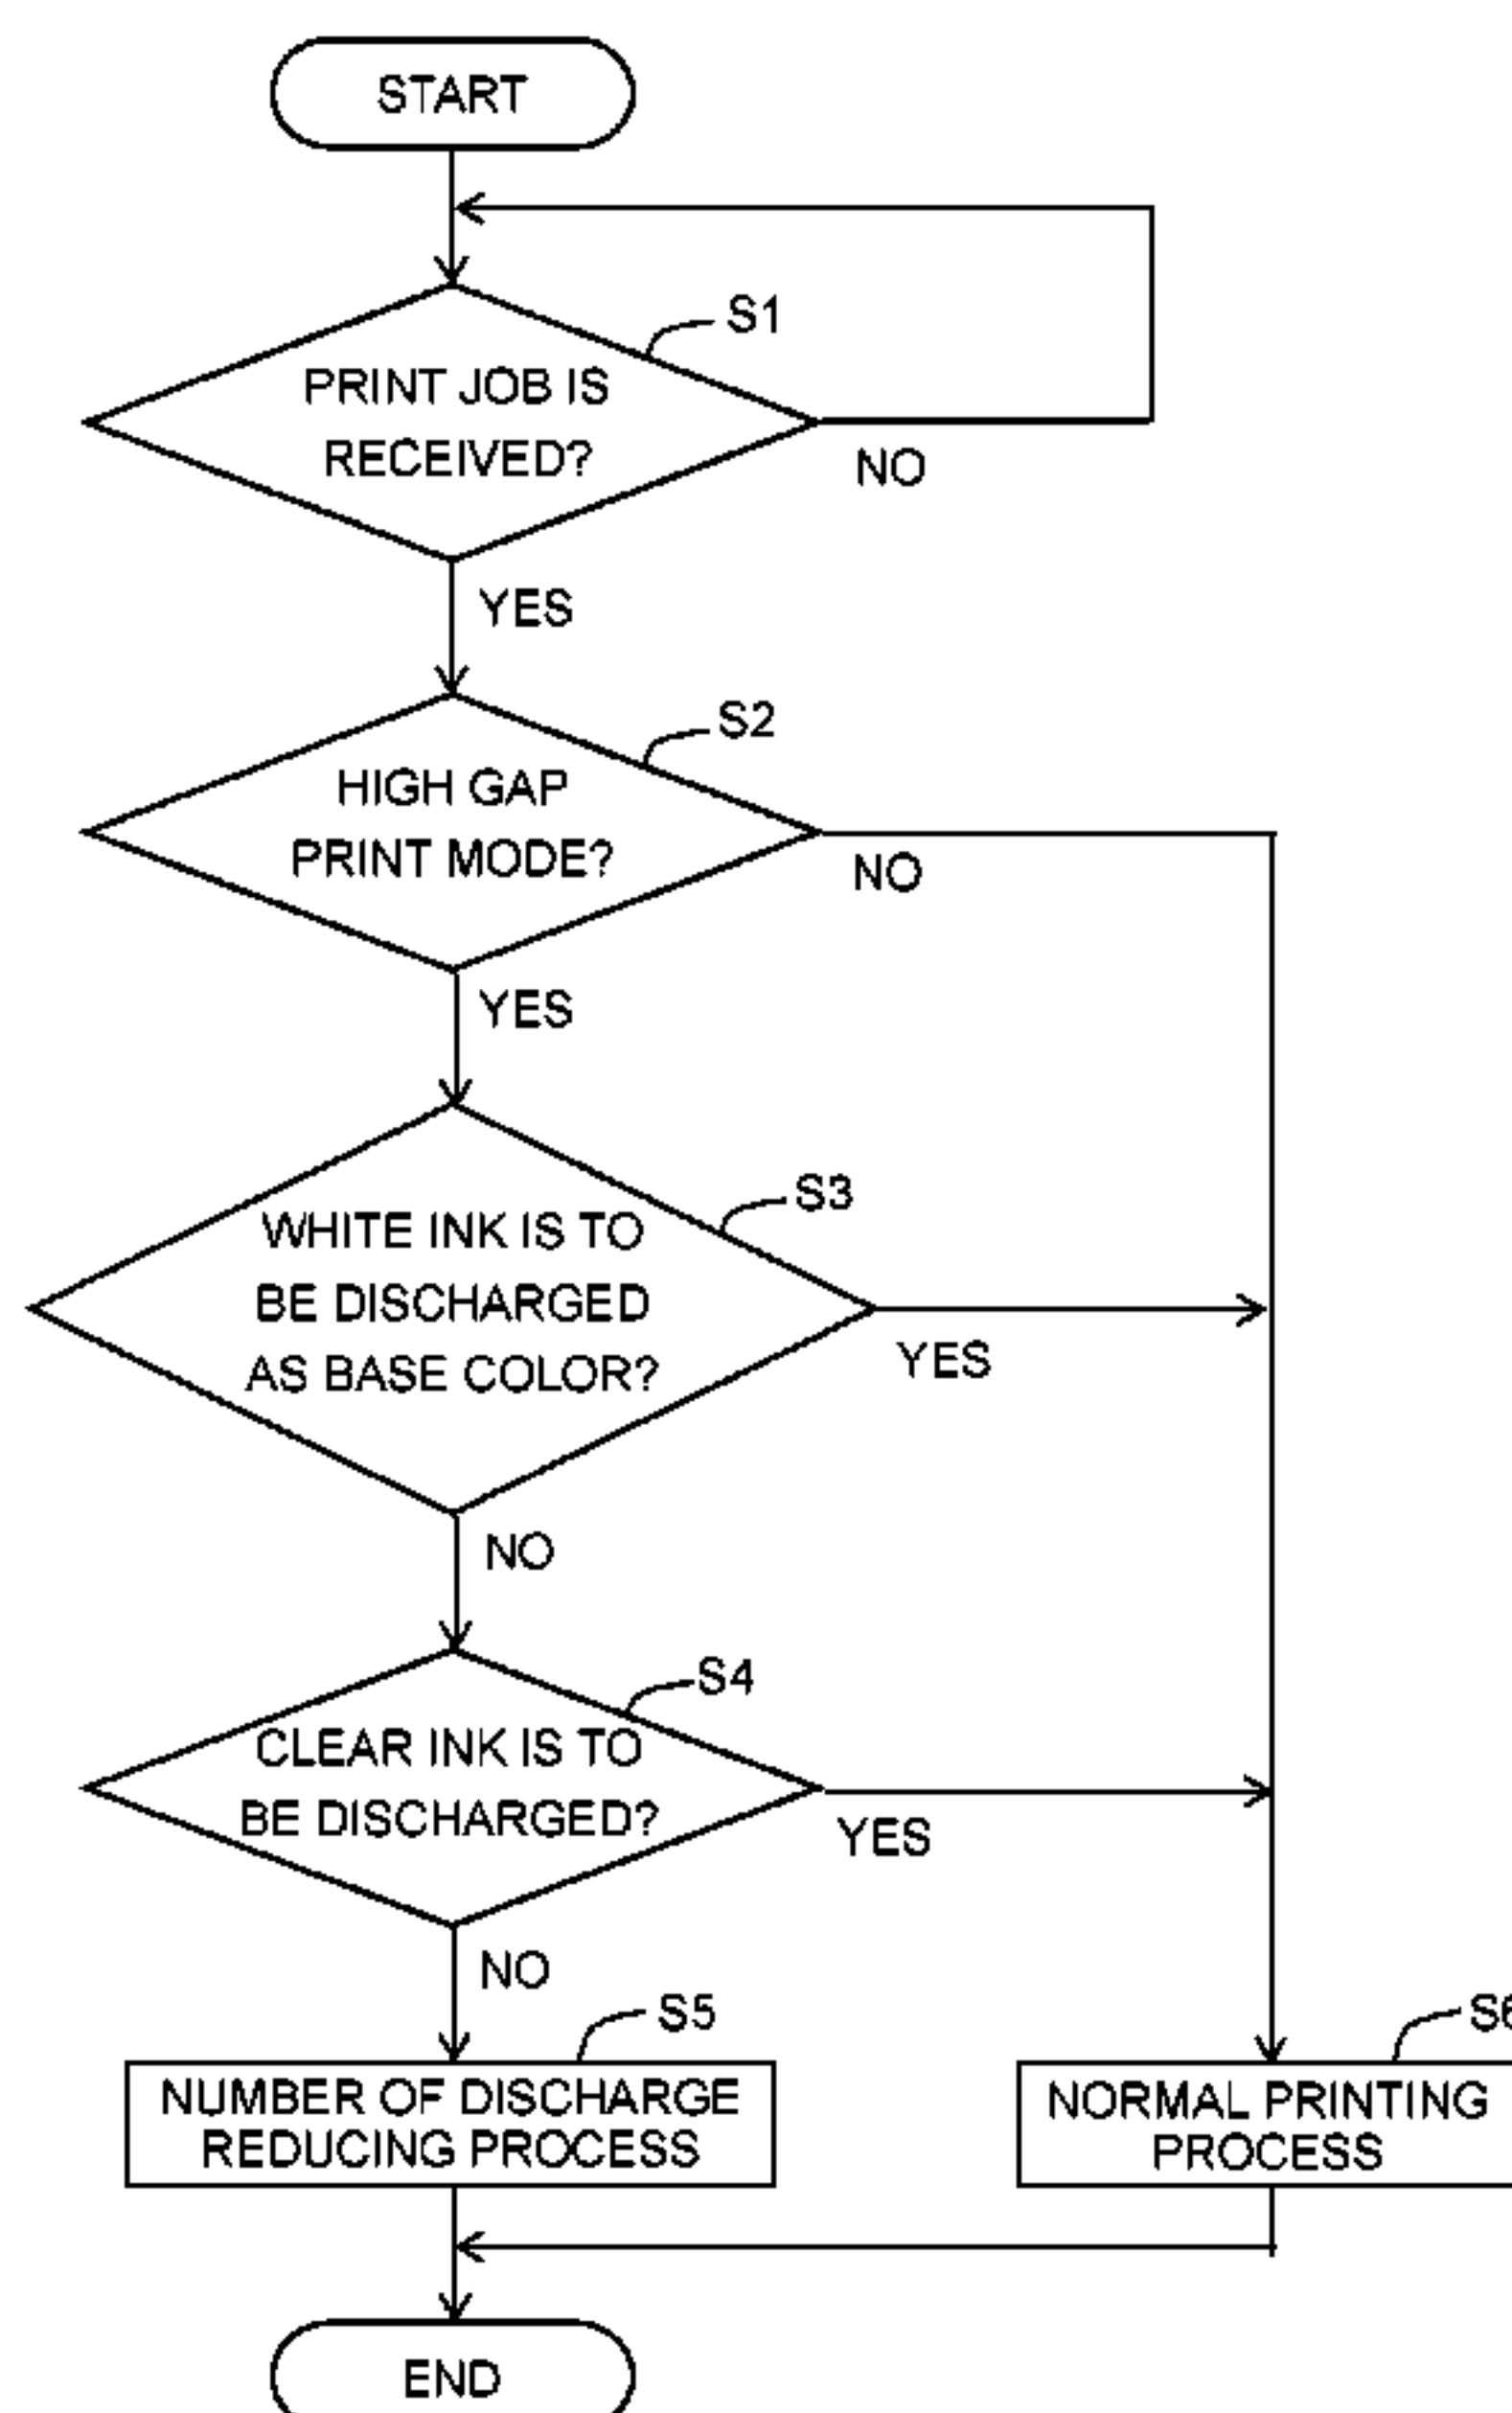 START
S1
PRINT JOB IS
RECEIVED?
NO
YES
S2
HIGH GAP
PRINT MODE?
NO
YES
S3
WHITE INK IS TO
BE DISCHARGED
AS BASE COLOR?
YES
NO
S4
CLEAR INK IS TO
BE DISCHARGED?
YES
NO
S5
NUMBER OF DISCHARGE
REDUCING PROCESS
S6
NORMAL PRINTING
PROCESS
END